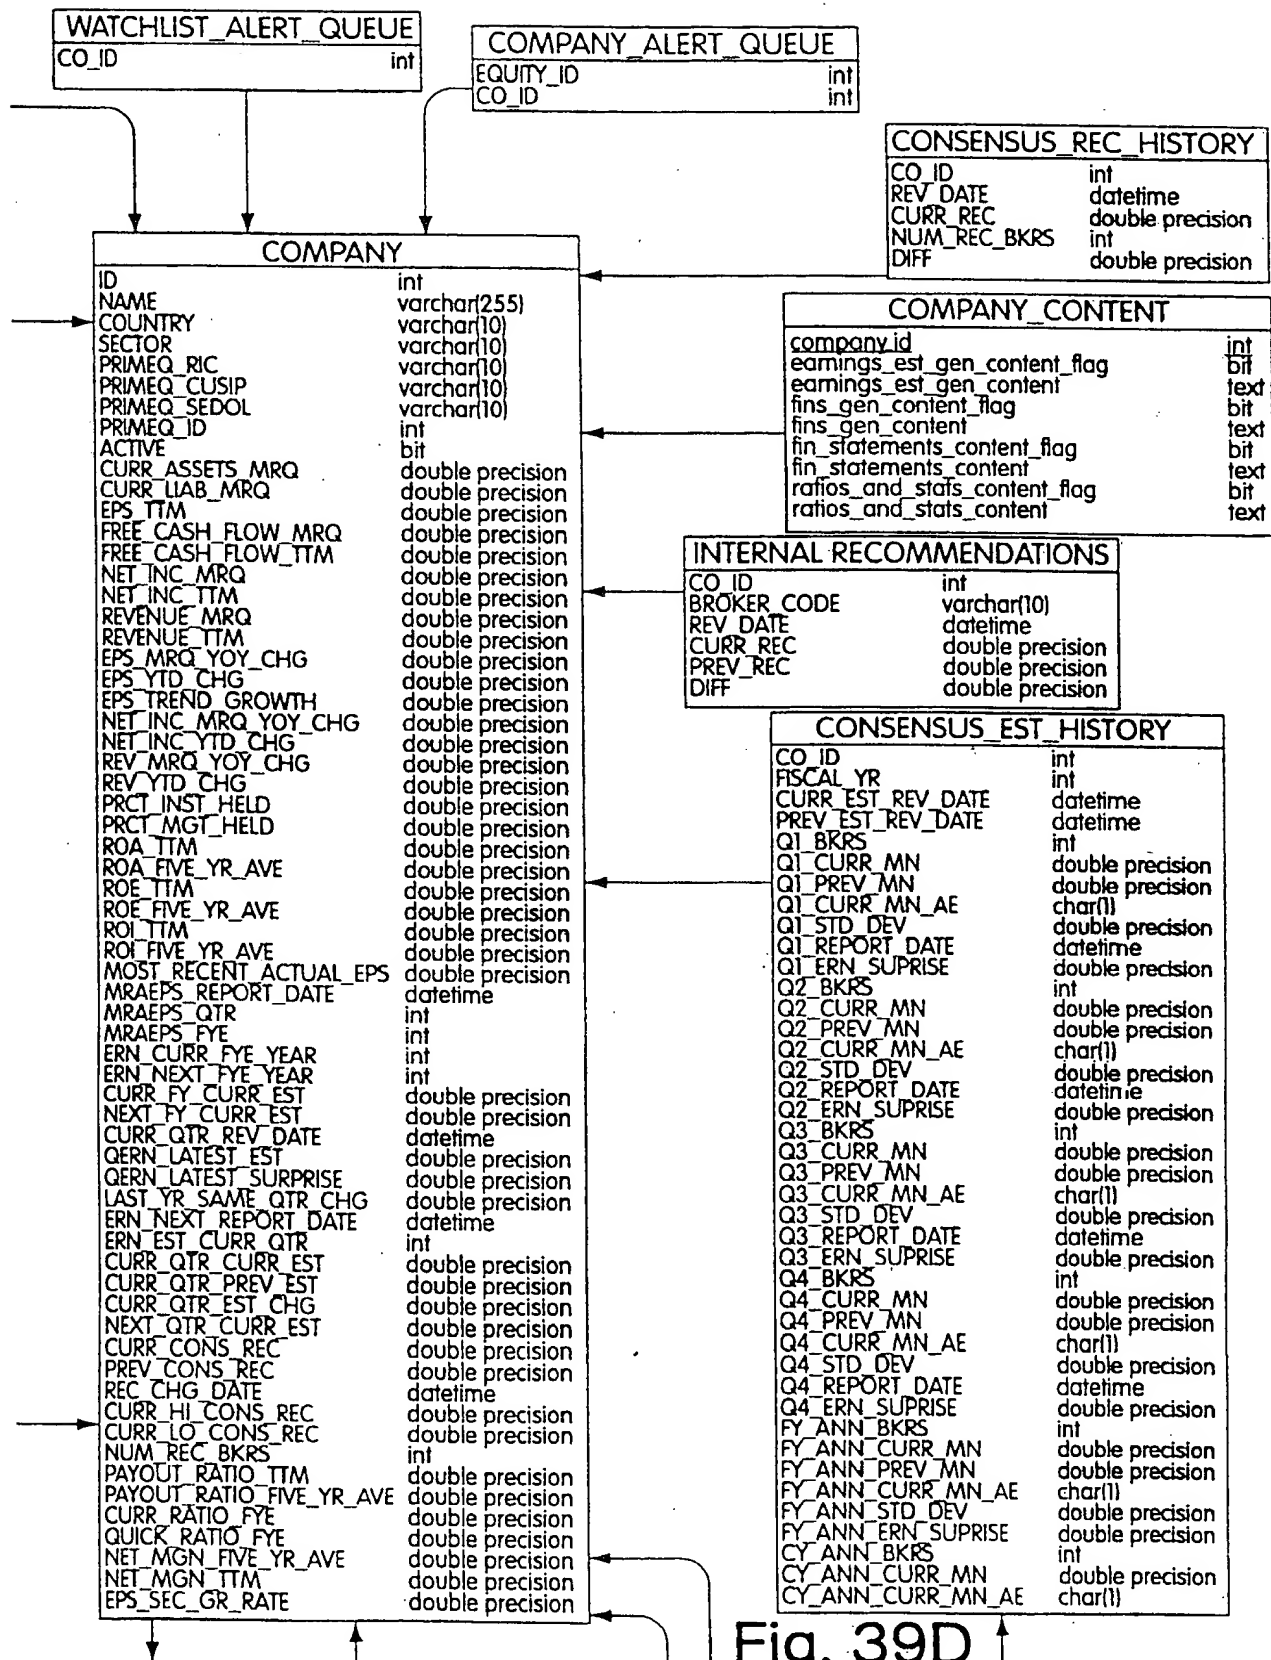 WATCHLIST_ALERT_QUEUE
CO_ID int
COMPANY_ALERT_QUEUE
EQUITY_ID int
CO_ID int
CONSENSUS_REC_HISTORY
CO_ID int
REV_DATE datetime
CURR_REC double precision
NUM_REC_BKRS int
DIFF double precision
COMPANY
ID int
NAME varchar(255)
COUNTRY varchar(10)
SECTOR varchar(10)
PRIMEQ_RIC varchar(10)
PRIMEQ_CUSIP varchar(10)
PRIMEQ_SEDOL varchar(10)
PRIMEQ_ID int
ACTIVE bit
CURR_ASSETS_MRQ double precision
CURR_LIAB_MRQ double precision
EPS_TTM double precision
FREE_CASH_FLOW_MRQ double precision
FREE_CASH_FLOW_TTM double precision
NET_INC_MRQ double precision
NET_INC_TTM double precision
REVENUE_MRQ double precision
REVENUE_TTM double precision
EPS_MRQ_YOY_CHG double precision
EPS_YTD_CHG double precision
EPS_TREND_GROWTH double precision
NET_INC_MRQ_YOY_CHG double precision
NET_INC_YTD_CHG double precision
REV_MRQ_YOY_CHG double precision
REV_YTD_CHG double precision
PRCT_INST_HELD double precision
PRCT_MGT_HELD double precision
ROA_TTM double precision
ROA_FIVE_YR_AVE double precision
ROE_TTM double precision
ROE_FIVE_YR_AVE double precision
ROI_TTM double precision
ROI_FIVE_YR_AVE double precision
MOST_RECENT_ACTUAL_EPS double precision
MRAEPS_REPORT_DATE datetime
MRAEPS_QTR int
MRAEPS_FYE int
ERN_CURR_FYE_YEAR int
ERN_NEXT_FYE_YEAR int
CURR_FY_CURR_EST double precision
NEXT_FY_CURR_EST double precision
CURR_QTR_REV_DATE datetime
QERN_LATEST_EST double precision
QERN_LATEST_SURPRISE double precision
LAST_YR_SAME_QTR_CHG double precision
ERN_NEXT_REPORT_DATE datetime
ERN_EST_CURR_QTR int
CURR_QTR_CURR_EST double precision
CURR_QTR_PREV_EST double precision
CURR_QTR_EST_CHG double precision
NEXT_QTR_CURR_EST double precision
CURR_CONS_REC double precision
PREV_CONS_REC double precision
REC_CHG_DATE datetime
CURR_HI_CONS_REC double precision
CURR_LO_CONS_REC double precision
NUM_REC_BKRS int
PAYOUT_RATIO_TTM double precision
PAYOUT_RATIO_FIVE_YR_AVE double precision
CURR_RATIO_FYE double precision
QUICK_RATIO_FYE double precision
NET_MGN_FIVE_YR_AVE double precision
NET_MGN_TTM double precision
EPS_SEC_GR_RATE double precision
COMPANY_CONTENT
company_id int
earnings_est_gen_content_flag bit
earnings_est_gen_content text
fins_gen_content_flag bit
fins_gen_content text
fin_statements_content_flag bit
fin_statements_content text
ratios_and_stats_content_flag bit
ratios_and_stats_content text
INTERNAL RECOMMENDATIONS
CO_ID int
BROKER_CODE varchar(10)
REV_DATE datetime
CURR_REC double precision
PREV_REC double precision
DIFF double precision
CONSENSUS_EST_HISTORY
CO_ID int
FISCAL_YR int
CURR_EST_REV_DATE datetime
PREV_EST_REV_DATE datetime
Q1_BKRS int
Q1_CURR_MN double precision
Q1_PREV_MN double precision
Q1_CURR_MN_AE char(1)
Q1_STD_DEV double precision
Q1_REPORT_DATE datetime
Q1_ERN_SUPRISE double precision
Q2_BKRS int
Q2_CURR_MN double precision
Q2_PREV_MN double precision
Q2_CURR_MN_AE char(1)
Q2_STD_DEV double precision
Q2_REPORT_DATE datetime
Q2_ERN_SUPRISE double precision
Q3_BKRS int
Q3_CURR_MN double precision
Q3_PREV_MN double precision
Q3_CURR_MN_AE char(1)
Q3_STD_DEV double precision
Q3_REPORT_DATE datetime
Q3_ERN_SUPRISE double precision
Q4_BKRS int
Q4_CURR_MN double precision
Q4_PREV_MN double precision
Q4_CURR_MN_AE char(1)
Q4_STD_DEV double precision
Q4_REPORT_DATE datetime
Q4_ERN_SUPRISE double precision
FY_ANN_BKRS int
FY_ANN_CURR_MN double precision
FY_ANN_PREV_MN double precision
FY_ANN_CURR_MN_AE char(1)
FY_ANN_STD_DEV double precision
FY_ANN_ERN_SUPRISE double precision
CY_ANN_BKRS int
CY_ANN_CURR_MN double precision
CY_ANN_CURR_MN_AE char(1)
Fig. 39D